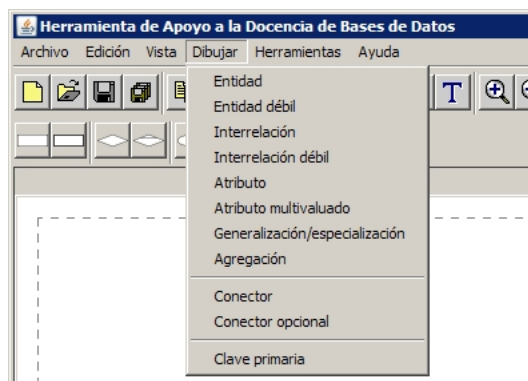 Herramienta de Apoyo a la Docencia de Bases de Datos
Archivo Edición Vista Dibujar Herramientas Ayuda
Entidad
T
Entidad débil
Interrelación
Interrelación débil
Atributo
Atributo multivaluado
Generalización/especialización
Agregación
Conector
Conector opcional
Clave primaria